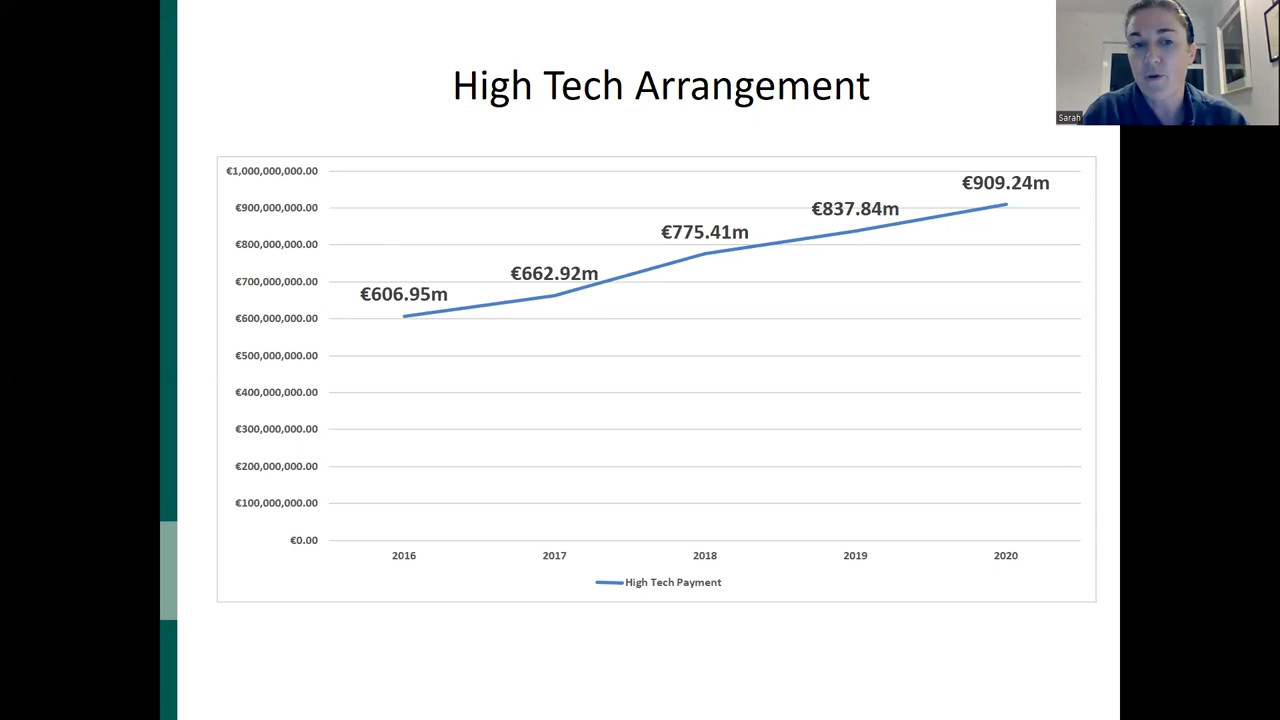 High Tech Arrangement
Sarah
€1,000,000,000.00
€900,000,000.00
€800,000,000.00
€700,000,000.00
€600,000,000.00
€500,000,000.00
€400,000,000.00
€300,000,000.00
€200,000,000.00
€100,000,000.00
€0.00
€606.95m
€662.92m
€775.41m
€837.84m
€909.24m
2016 2017 2018 2019 2020
High Tech Payment